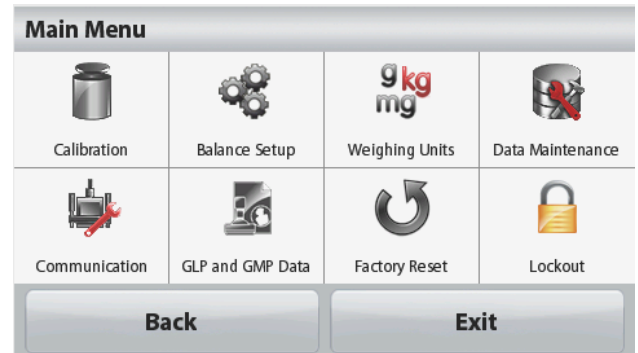 Main Menu
g kg
mg
Calibration
Balance Setup
Weighing Units
Data Maintenance
Communication
GLP and GMP Data
Factory Reset
Lockout
Back
Exit